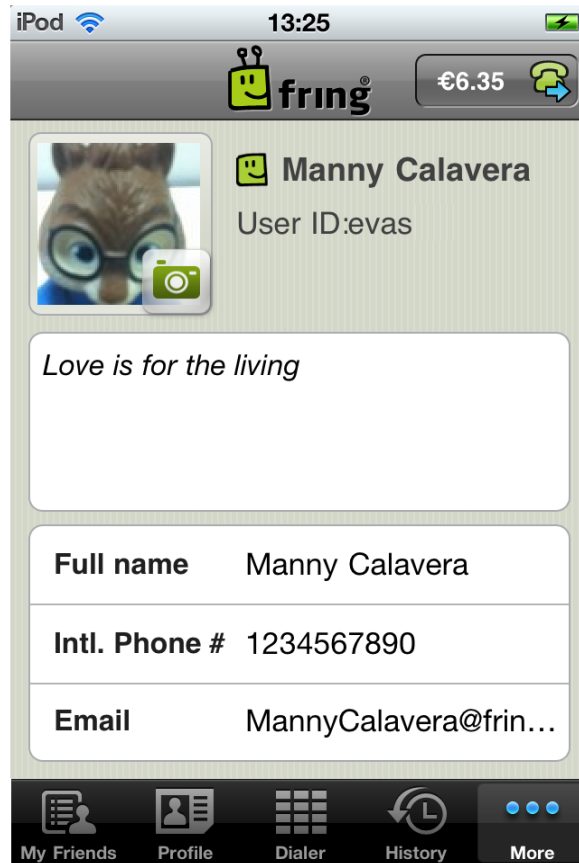 iPod 13:25
fring® €6.35
Manny Calavera
User ID:evas
Love is for the living
Full name Manny Calavera
Intl. Phone # 1234567890
Email MannyCalavera@frin...
My Friends Profile Dialer History More